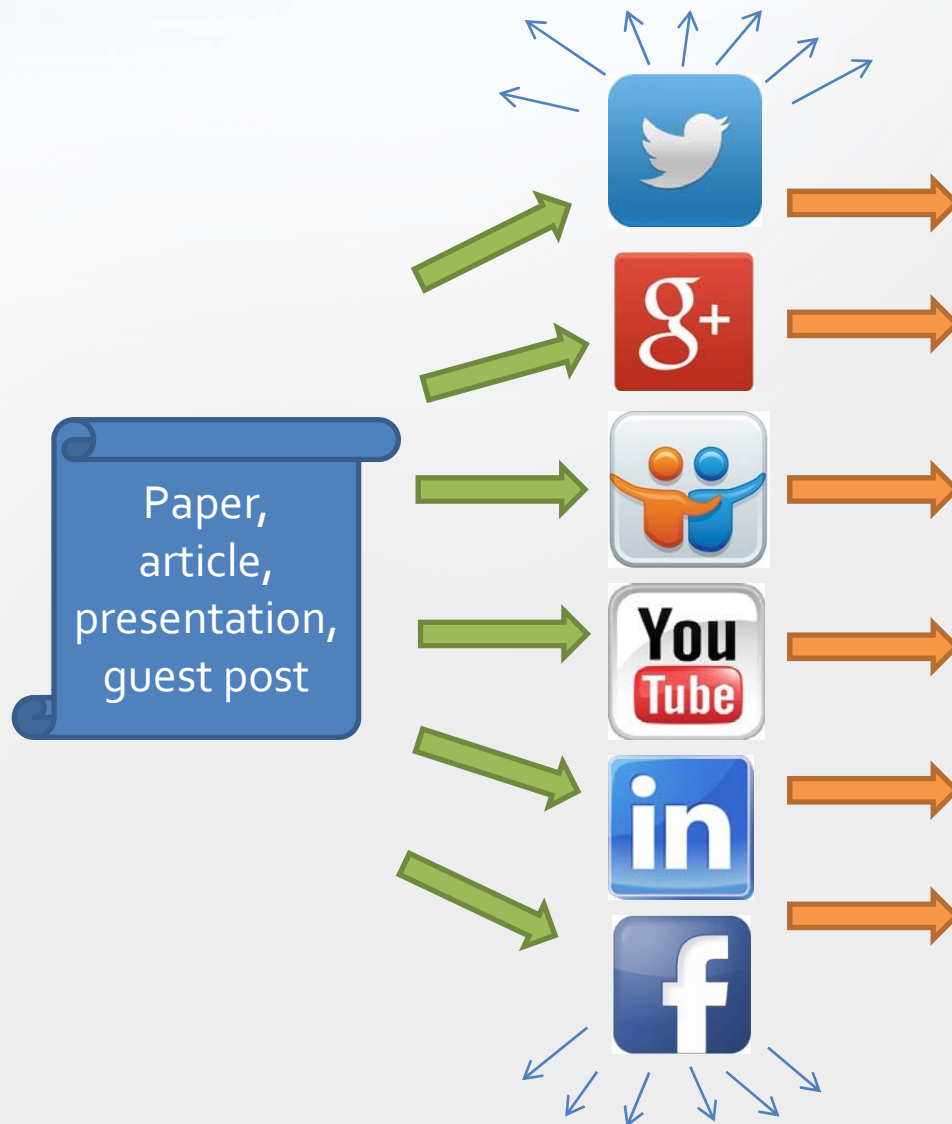 Paper,
article,
presentation,
guest post
g+
You
Tube
in
f